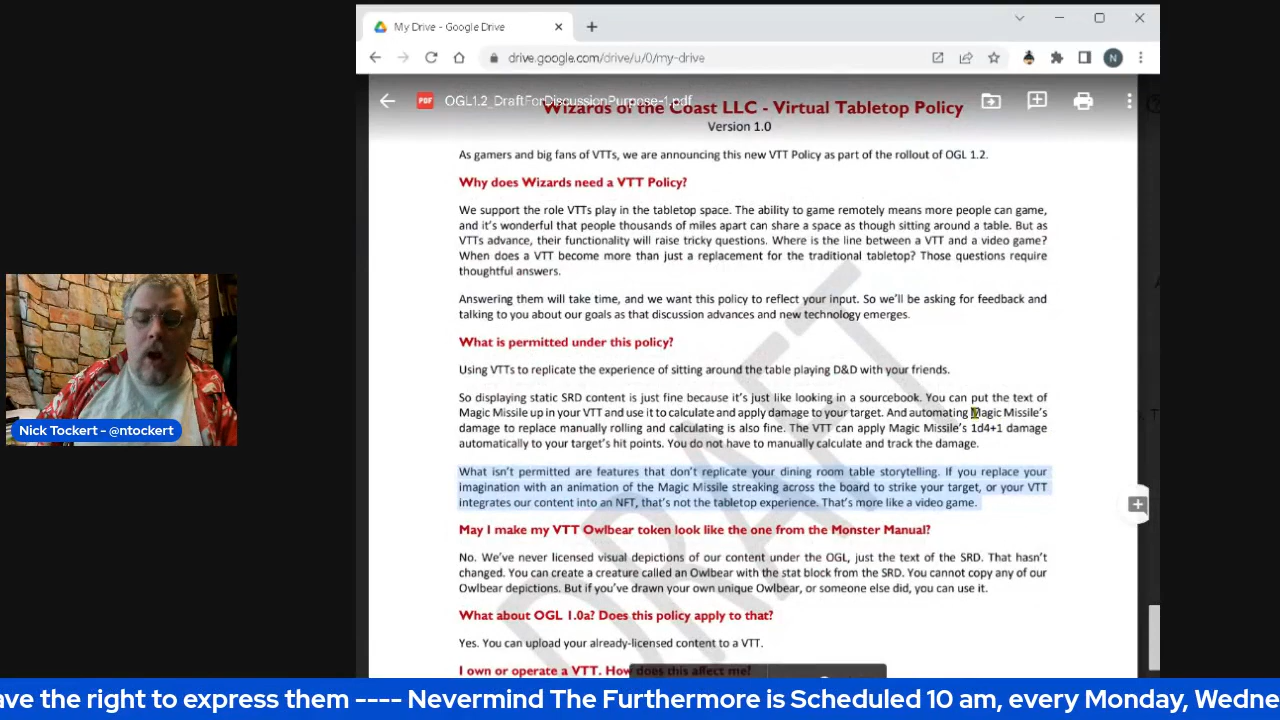 My Drive - Google Drive
drive.google.com/drive/u/0/my-drive
N
PDF
OGL1.2_DraftForDiscussionPurpose-1.pdf
Wizards of the Coast LLC - Virtual Tabletop Policy
Version 1.0
As gamers and big fans of VTTs, we are announcing this new VTT Policy as part of the rollout of OGL 1.2.
Why does Wizards need a VTT Policy?
We support the role VTTs play in the tabletop space. The ability to game remotely means more people can game,
and it's wonderful that people thousands of miles apart can share a space as though sitting around a table. But as
VTTs advance, their functionality will raise tricky questions. Where is the line between a VTT and a video game?
When does a VTT become more than just a replacement for the traditional tabletop? Those questions require
thoughtful answers.
Answering them will take time, and we want this policy to reflect your input. So we'll be asking for feedback and
talking to you about our goals as that discussion advances and new technology emerges.
What is permitted under this policy?
Using VTTs to replicate the experience of sitting around the table playing D&D with your friends.
So displaying static SRD content is just fine because it's just like looking in a sourcebook. You can put the text of
Magic Missile up in your VTT and use it to calculate and apply damage to your target. And automating Magic Missile's
damage to replace manually rolling and calculating is also fine. The VTT can apply Magic Missile's 1d4+1 damage
automatically to your target's hit points. You do not have to manually calculate and track the damage.
What isn't permitted are features that don't replicate your dining room table storytelling. If you replace your
imagination with an animation of the Magic Missile streaking across the board to strike your target, or your VTT
integrates our content into an NFT, that's not the tabletop experience. That's more like a video game.
May I make my VTT Owlbear token look like the one from the Monster Manual?
No. We've never licensed visual depictions of our content under the OGL, just the text of the SRD. That hasn't
changed. You can create a creature called an Owlbear with the stat block from the SRD. You cannot copy any of our
Owlbear depictions. But if you've drawn your own unique Owlbear, or someone else did, you can use it.
What about OGL 1.0a? Does this policy apply to that?
Yes. You can upload your already-licensed content to a VTT.
I own or operate a VTT. How does this affect me?
DRAFT
Nick Tockert - @ntockert
ave the right to express them ---- Nevermind The Furthermore is Scheduled 10 am, every Monday, Wedne